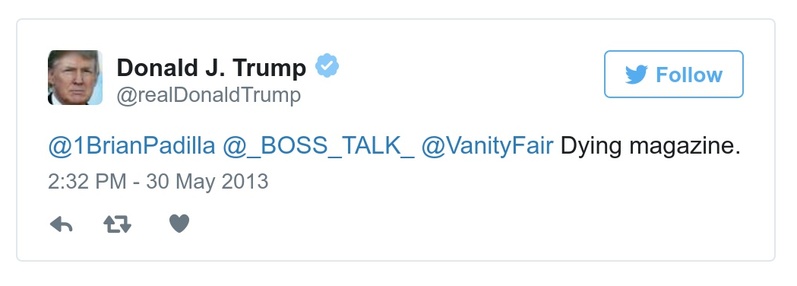 Donald J. Trump
Follow
@realDonaldTrump
@1BrianPadilla @_BOSS_TALK_ @VanityFair Dying magazine.
2:32 PM - 30 May 2013